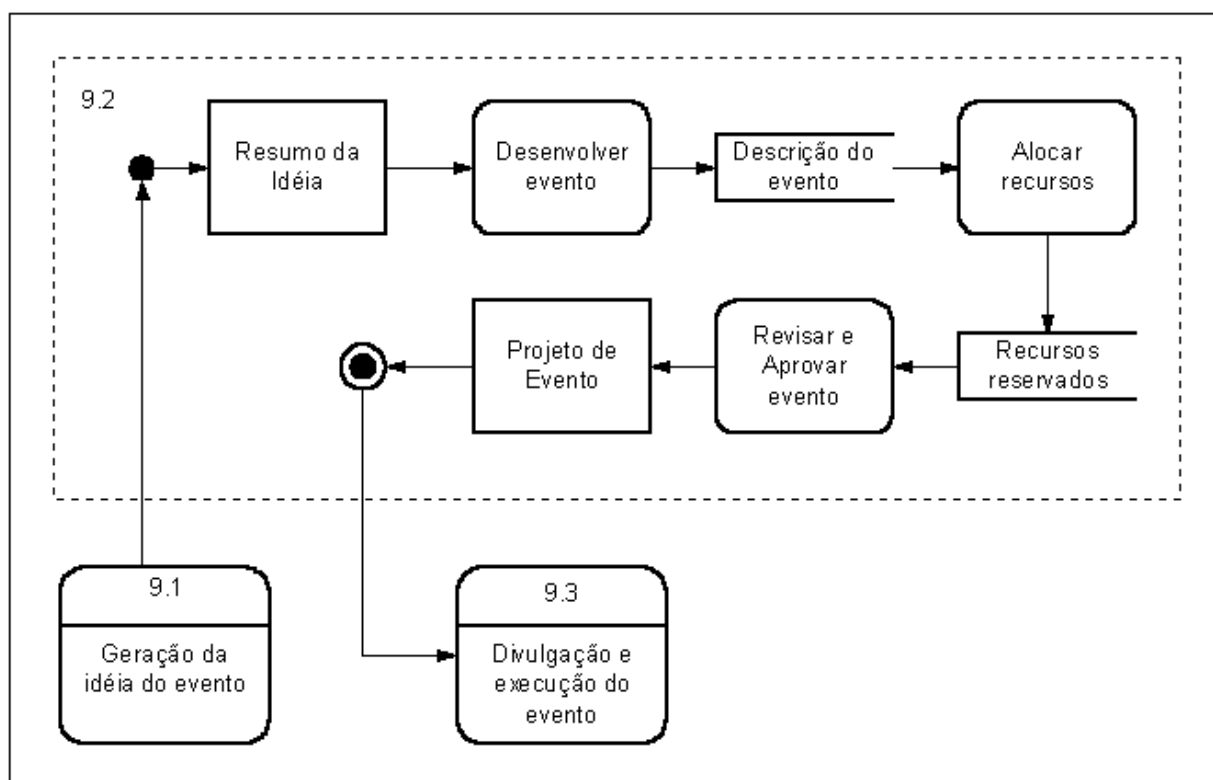 9.2
Resumo da
Idéia
Desenvolver
evento
Descrição do
evento
Alocar
recursos
Projeto de
Evento
Revisar e
Aprovar
evento
Recursos
reservados
9.1
Geração da
idéia do evento
9.3
Divulgação e
execução do
evento